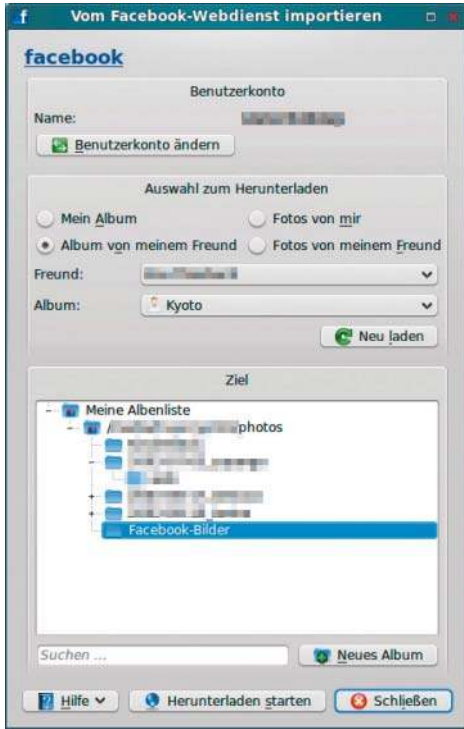 Vom Facebook-Webdienst importieren
facebook
Benutzerkonto
Name:
Benutzerkonto ändern
Auswahl zum Herunterladen
Mein Album Fotos von mir
Album von meinem Freund Fotos von meinem Freund
Freund:
Album: Kyoto
Neu laden
Ziel
Meine Albenliste
/ photos
Facebook-Bilder
Suchen ... Neues Album
Hilfe Herunterladen starten Schließen